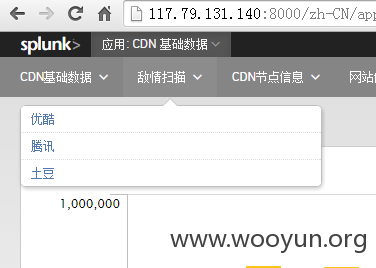 117.79.131.140:8000/zh-CN/app
splunk> 应用: CDN 基础数据
CDN基础数据 敌情扫描 CDN节点信息
优酷
腾讯
土豆
1,000,000
www.wooyun.org